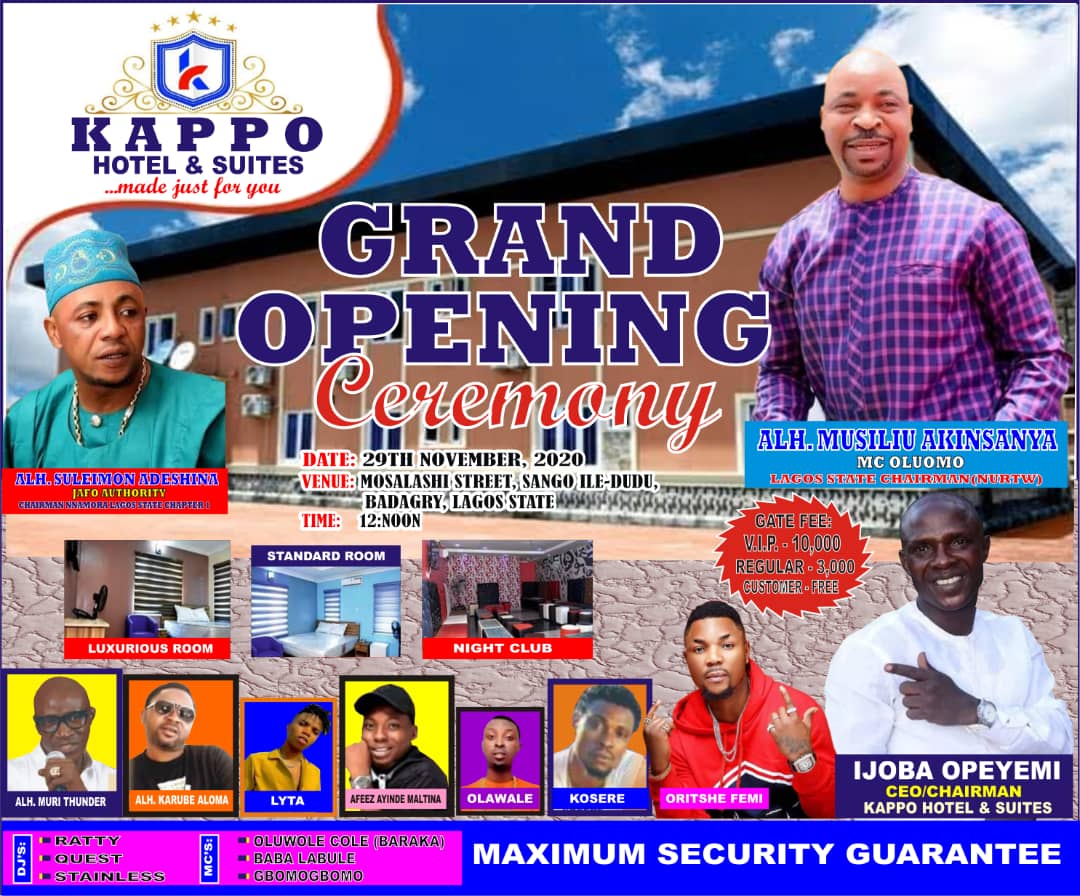 KAPPO
HOTEL & SUITES
...made just for you
GRAND
OPENING
Ceremony
DATE: 29TH NOVEMBER, 2020
VENUE: MOSALASHI STREET, SANGO ILE-DUDU,
BADAGRY, LAGOS STATE
TIME: 12:NOON
ALH. SULEIMON ADESHINA
JAFO AUTHORITY
CHAIRMAN NNAMORA LAGOS STATE CHAPTER 1
ALH. MUSILIU AKINSANYA
MC OLUOMO
LAGOS STATE CHAIRMAN(NURTW)
GATE FEE:
V.I.P. - 10,000
REGULAR - 3,000
CUSTOMER - FREE
LUXURIOUS ROOM
STANDARD ROOM
NIGHT CLUB
ALH. MURI THUNDER
ALH. KARUBE ALOMA
LYTA
AFEEZ AYINDE MALTINA
OLAWALE
KOSERE
ORITSHE FEMI
IJOBA OPEYEMI
CEO/CHAIRMAN
KAPPO HOTEL & SUITES
DJ'S:
RATTY
QUEST
STAINLESS
MC'S:
OLUWOLE COLE (BARAKA)
BABA LABULE
GBOMOGBOMO
MAXIMUM SECURITY GUARANTEE